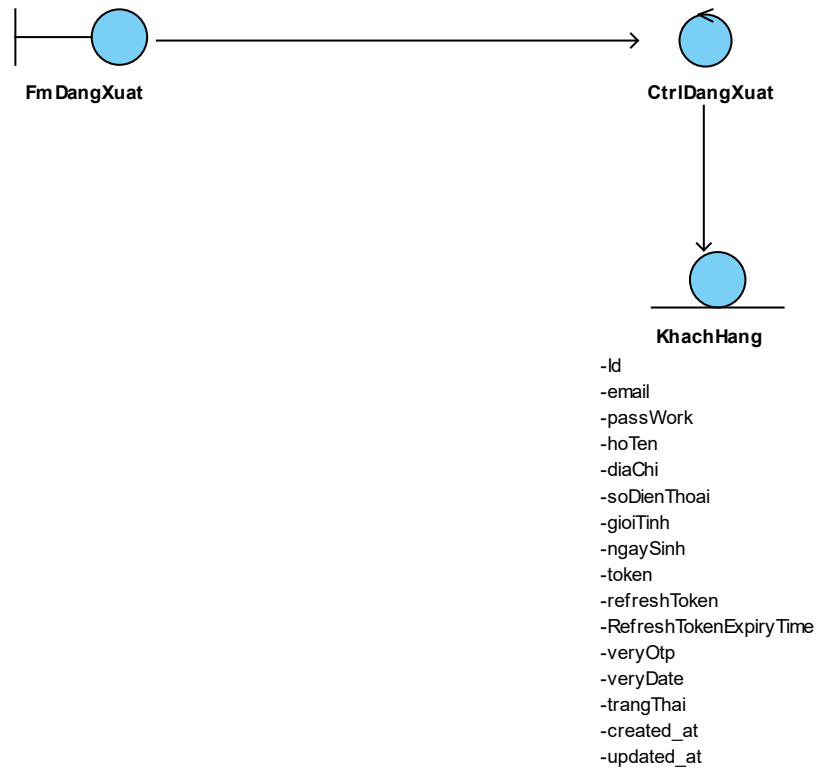 FmDangXuat
CtrlDangXuat
KhachHang
-Id
-email
-passWork
-hoTen
-diaChi
-soDienThoai
-gioiTinh
-ngaySinh
-token
-refreshToken
-RefreshTokenExpiryTime
-veryOtp
-veryDate
-trangThai
-created_at
-updated_at